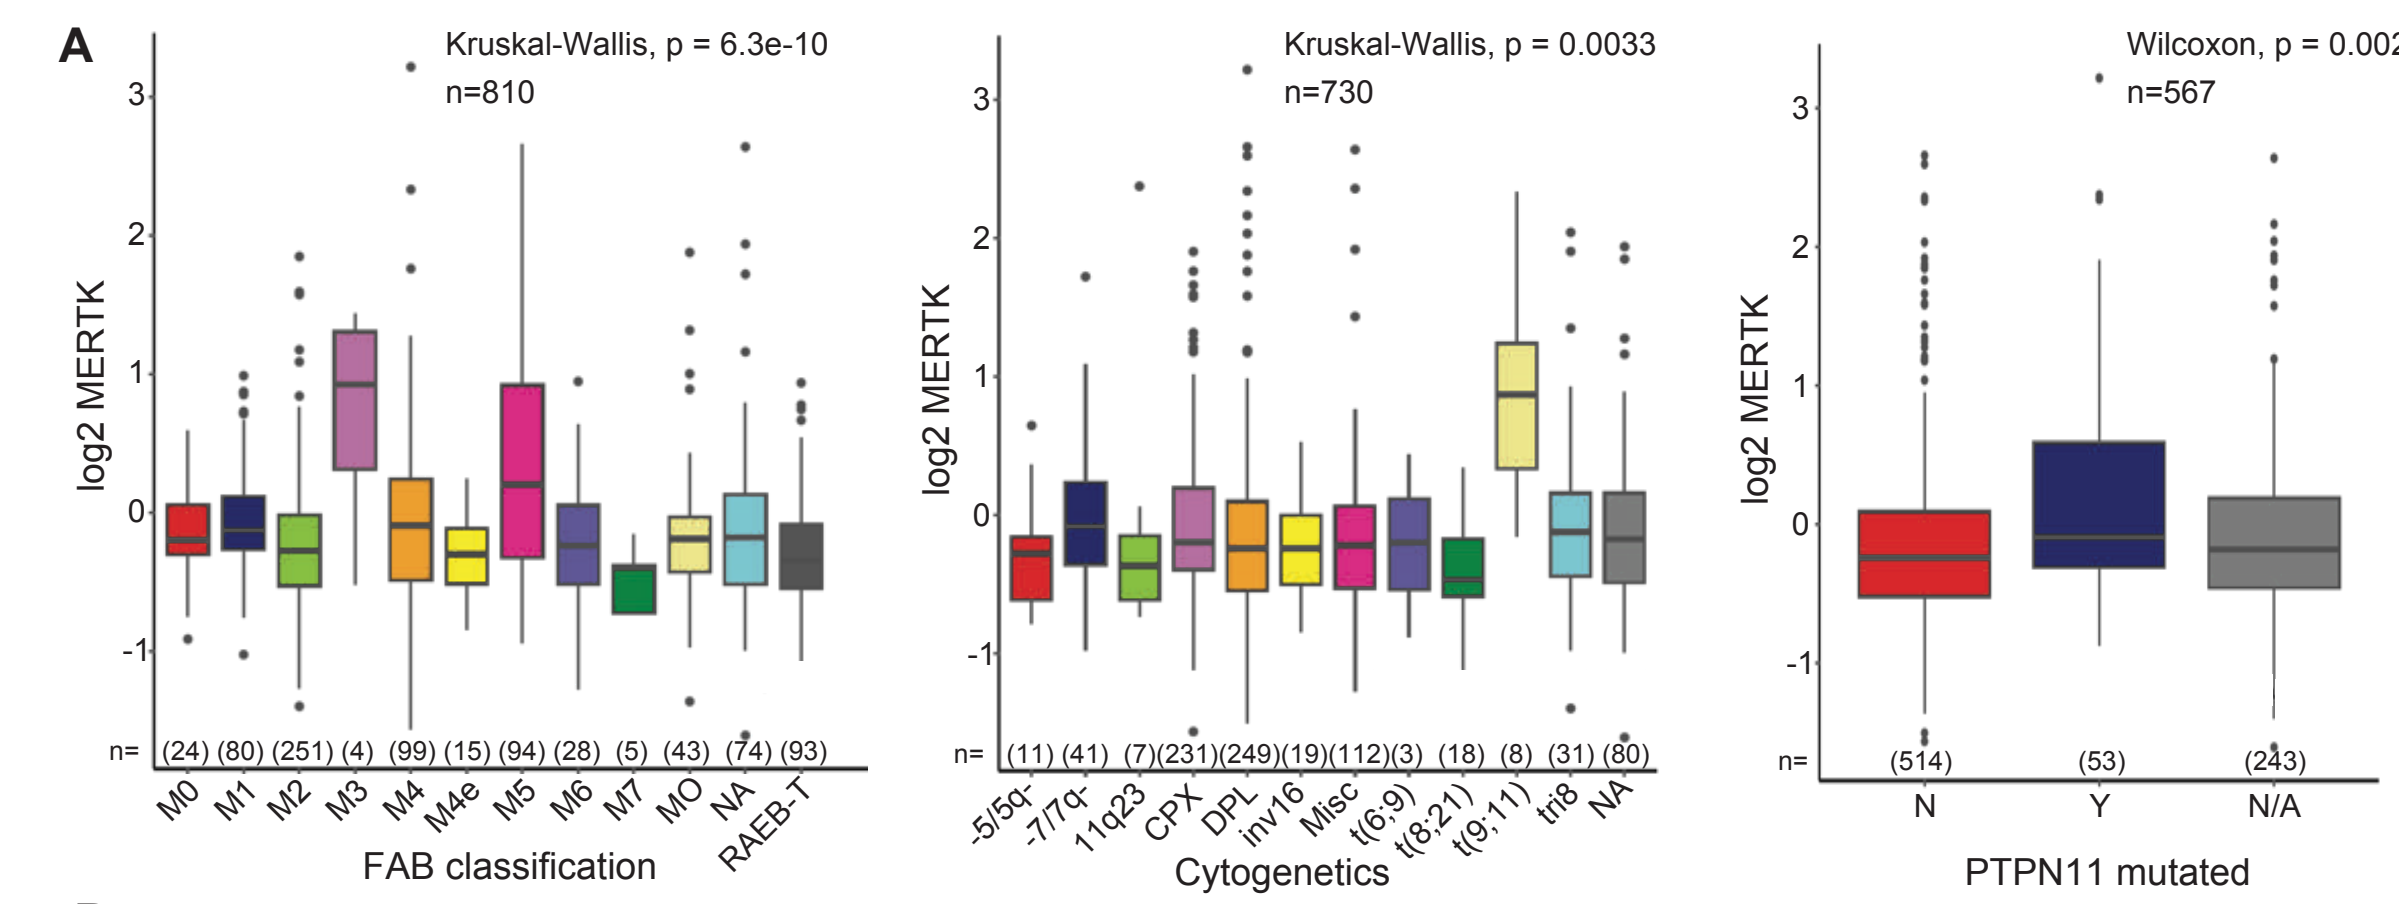 A
Kruskal-Wallis, p = 6.3e-10
n=810
3
2
1
0
-1
log2 MERTK
n= (24) (80) (251) (4) (99) (15) (94) (28) (5) (43) (74) (93)
M0 M1 M2 M3 M4 M4e M5 M6 M7 MO NA RAEB-T
FAB classification
Kruskal-Wallis, p = 0.0033
n=730
3
2
1
0
-1
log2 MERTK
n= (11) (41) (7) (231) (249) (19) (112) (3) (18) (8) (31) (80)
-5/5q- -7/7q- 11q23 CPX DPL inv16 Misc t(6;9) t(8;21) t(9;11) tri8 NA
Cytogenetics
Wilcoxon, p = 0.002
n=567
3
2
1
0
-1
log2 MERTK
n= (514) (53) (243)
N Y N/A
PTPN11 mutated